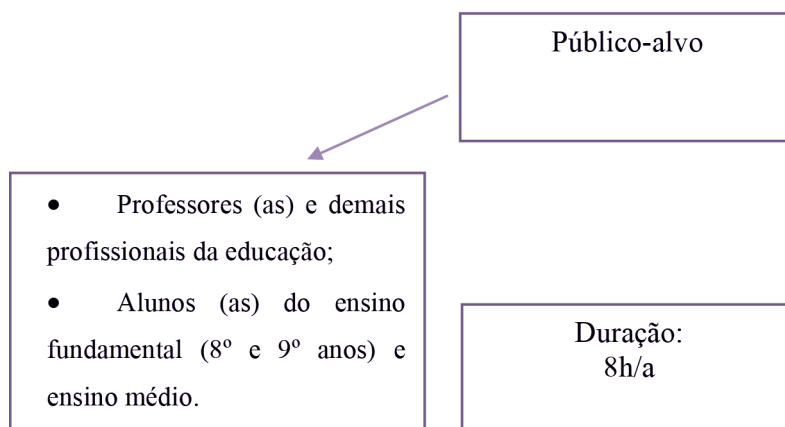 Público-alvo
• Professores (as) e demais
profissionais da educação;
• Alunos (as) do ensino
fundamental (8º e 9º anos) e
ensino médio.
Duração:
8h/a